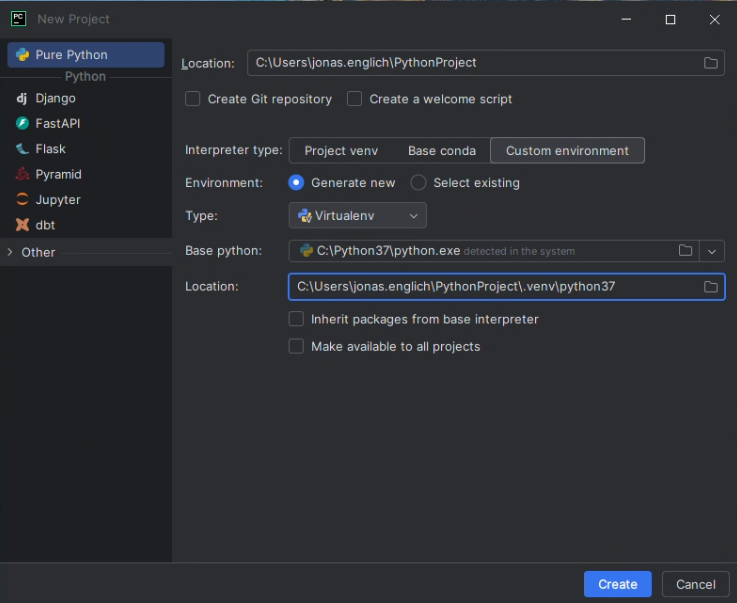 PC
New Project
Pure Python
Python
dj Django
FastAPI
Flask
Pyramid
Jupyter
dbt
Other
Location: C:\Users\jonas.englich\PythonProject
Create Git repository Create a welcome script
Interpreter type: Project venv Base conda Custom environment
Environment: Generate new Select existing
Type: Virtualenv
Base python: C:\Python37\python.exe detected in the system
Location: C:\Users\jonas.englich\PythonProject\.venv\python37
Inherit packages from base interpreter
Make available to all projects
Create Cancel